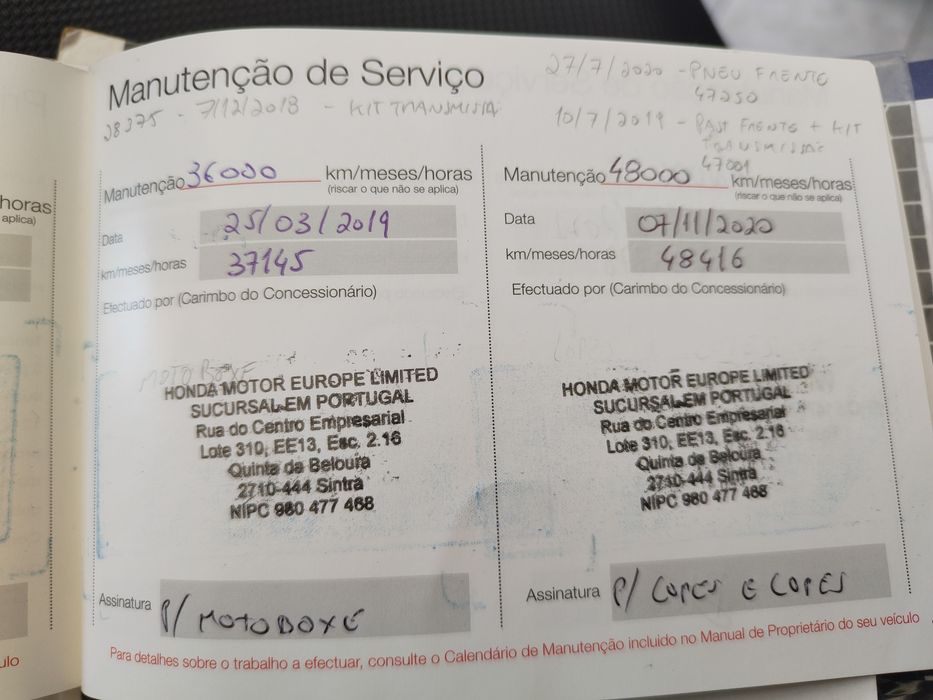 horas
aplica)
ulo
Manutenção de Serviço
28375 - 7/12/2018 - KIT TRANSMISSÃ
27/7/2020 - PNEU FRENTE
47250
10/7/2019 - PAST FRENTE + KIT
TRANSMISSÃO
47001
Manutenção 36000 km/meses/horas
(riscar o que não se aplica)
Data 25/03/2019
km/meses/horas 37145
Efectuado por (Carimbo do Concessionário)
MOTOBOXE
HONDA MOTOR EUROPE LIMITED
SUCURSAL EM PORTUGAL
Rua do Centro Empresarial
Lote 310, EE13, Esc. 2.16
Quinta da Beloura
2710-444 Sintra
NIPC 980 477 468
Assinatura P/ MOTOBOXE
Manutenção 48000 km/meses/horas
(riscar o que não se aplica)
Data 07/11/2020
km/meses/horas 48416
Efectuado por (Carimbo do Concessionário)
HONDA MOTOR EUROPE LIMITED
SUCURSAL EM PORTUGAL
Rua do Centro Empresarial
Lote 310, EE13, Esc. 2.16
Quinta da Beloura
2710-444 Sintra
NIPC 980 477 468
Assinatura P/ LOPES E LOPES
Para detalhes sobre o trabalho a efectuar, consulte o Calendário de Manutenção incluido no Manual de Proprietário do seu veículo